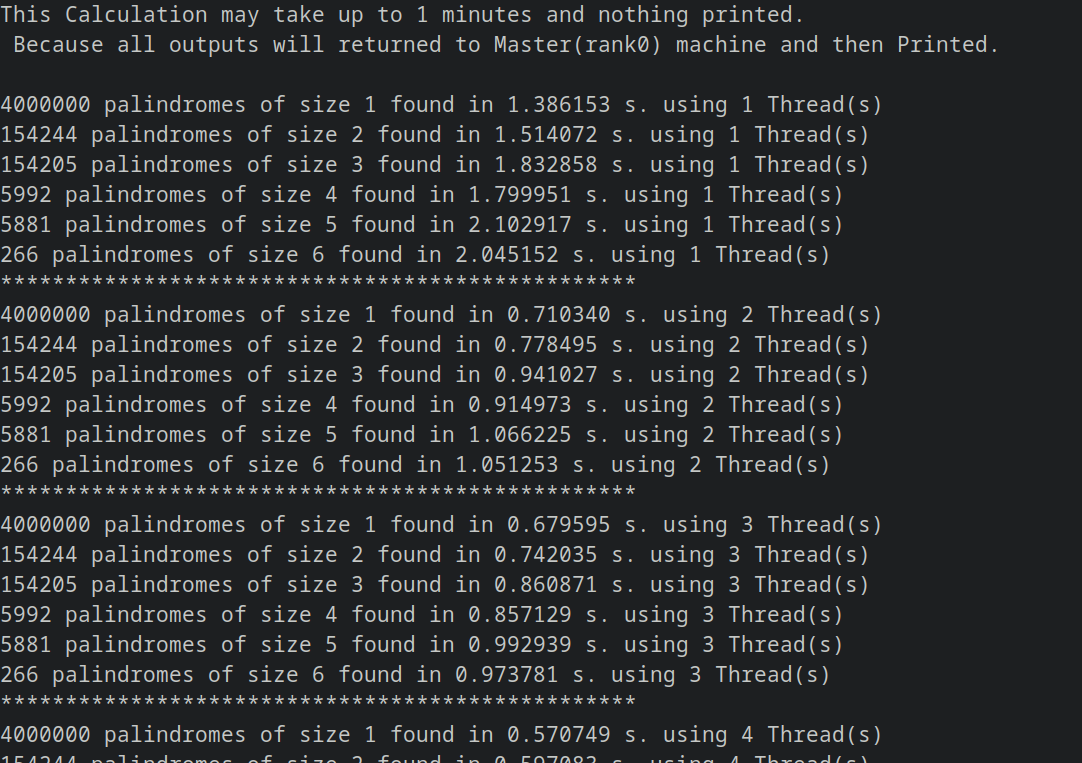 This Calculation may take up to 1 minutes and nothing printed.
Because all outputs will returned to Master(rank0) machine and then Printed.
4000000 palindromes of size 1 found in 1.386153 s. using 1 Thread(s)
154244 palindromes of size 2 found in 1.514072 s. using 1 Thread(s)
154205 palindromes of size 3 found in 1.832858 s. using 1 Thread(s)
5992 palindromes of size 4 found in 1.799951 s. using 1 Thread(s)
5881 palindromes of size 5 found in 2.102917 s. using 1 Thread(s)
266 palindromes of size 6 found in 2.045152 s. using 1 Thread(s)
*************************************************
4000000 palindromes of size 1 found in 0.710340 s. using 2 Thread(s)
154244 palindromes of size 2 found in 0.778495 s. using 2 Thread(s)
154205 palindromes of size 3 found in 0.941027 s. using 2 Thread(s)
5992 palindromes of size 4 found in 0.914973 s. using 2 Thread(s)
5881 palindromes of size 5 found in 1.066225 s. using 2 Thread(s)
266 palindromes of size 6 found in 1.051253 s. using 2 Thread(s)
*************************************************
4000000 palindromes of size 1 found in 0.679595 s. using 3 Thread(s)
154244 palindromes of size 2 found in 0.742035 s. using 3 Thread(s)
154205 palindromes of size 3 found in 0.860871 s. using 3 Thread(s)
5992 palindromes of size 4 found in 0.857129 s. using 3 Thread(s)
5881 palindromes of size 5 found in 0.992939 s. using 3 Thread(s)
266 palindromes of size 6 found in 0.973781 s. using 3 Thread(s)
*************************************************
4000000 palindromes of size 1 found in 0.570749 s. using 4 Thread(s)
154244 palindromes of size 2 found in 0.597083 s. using 4 Thread(s)